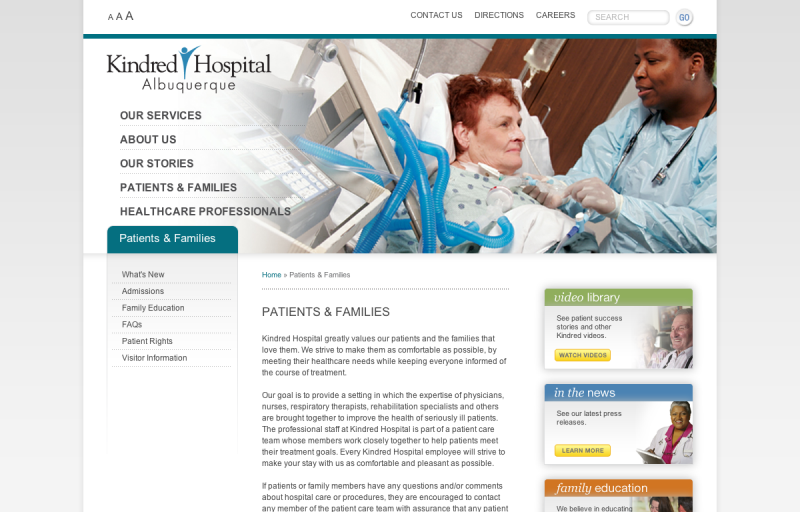 A A A
CONTACT US DIRECTIONS CAREERS SEARCH GO
Kindred Hospital
Albuquerque
OUR SERVICES
ABOUT US
OUR STORIES
PATIENTS & FAMILIES
HEALTHCARE PROFESSIONALS
Patients & Families
What's New
Admissions
Family Education
FAQs
Patient Rights
Visitor Information
Home » Patients & Families
PATIENTS & FAMILIES
Kindred Hospital greatly values our patients and the families that
love them. We strive to make them as comfortable as possible, by
meeting their healthcare needs while keeping everyone informed of
the course of treatment.
Our goal is to provide a setting in which the expertise of physicians,
nurses, respiratory therapists, rehabilitation specialists and others
are brought together to improve the health of seriously ill patients.
The professional staff at Kindred Hospital is part of a patient care
team whose members work closely together to help patients meet
their treatment goals. Every Kindred Hospital employee will strive to
make your stay with us as comfortable and pleasant as possible.
If patients or family members have any questions and/or comments
about hospital care or procedures, they are encouraged to contact
any member of the patient care team with assurance that any patient
video library
See patient success
stories and other
Kindred videos.
WATCH VIDEOS
in the news
See our latest press
releases.
LEARN MORE
family education
We believe in educating